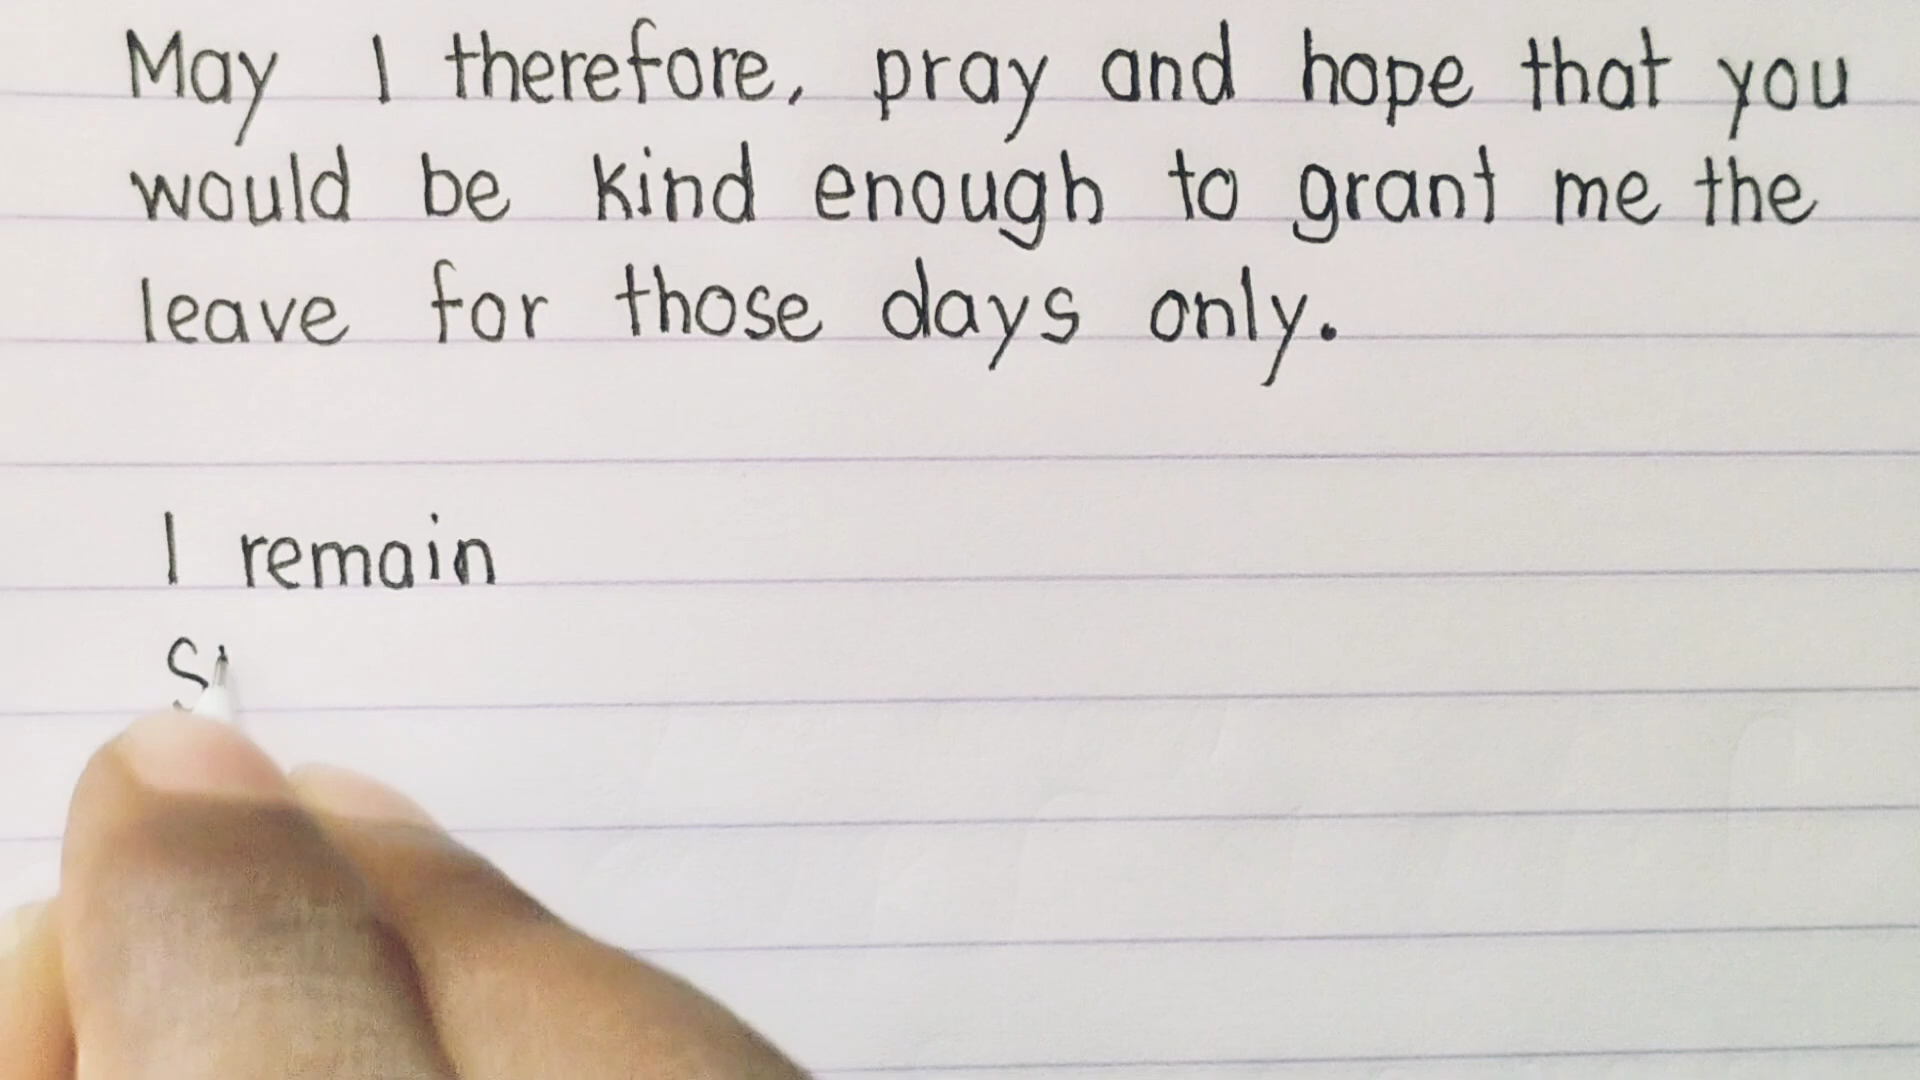 May I therefore, pray and hope that you
would be kind enough to grant me the
leave for those days only.
I remain